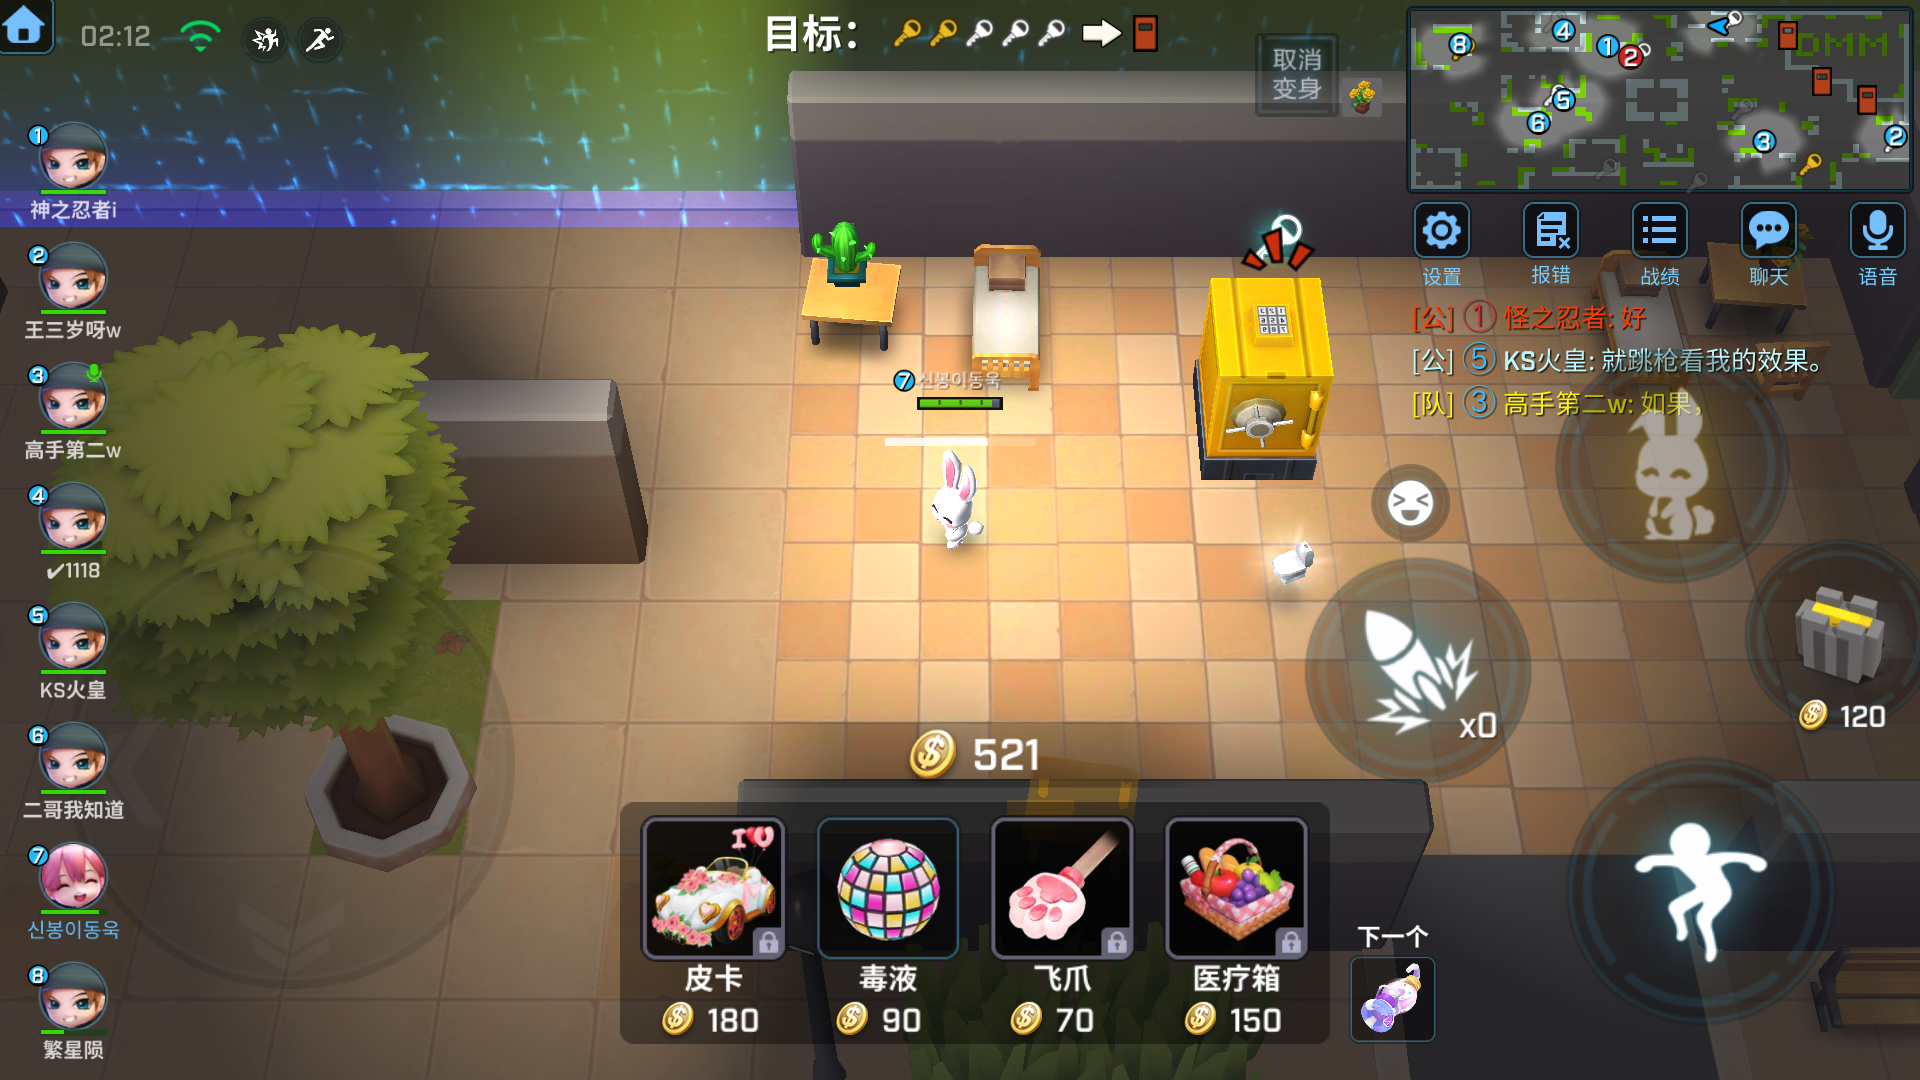 02:12
目标：
取消
变身
DMM
8
4
1
2
5
6
3
2
1
神之忍者i
2
王三岁呀w
3
高手第二w
4
✔1118
5
KS火皇
6
二哥我知道
7
신봉이동욱
8
繁星陨
7 신봉이동욱
设置
报错
战绩
聊天
语音
[公] ① 怪之忍者: 好
[公] ⑤ KS火皇: 就跳枪看我的效果。
[队] ③ 高手第二w: 如果，
x0
120
521
I U
皮卡
毒液
飞爪
医疗箱
180
90
70
150
下一个